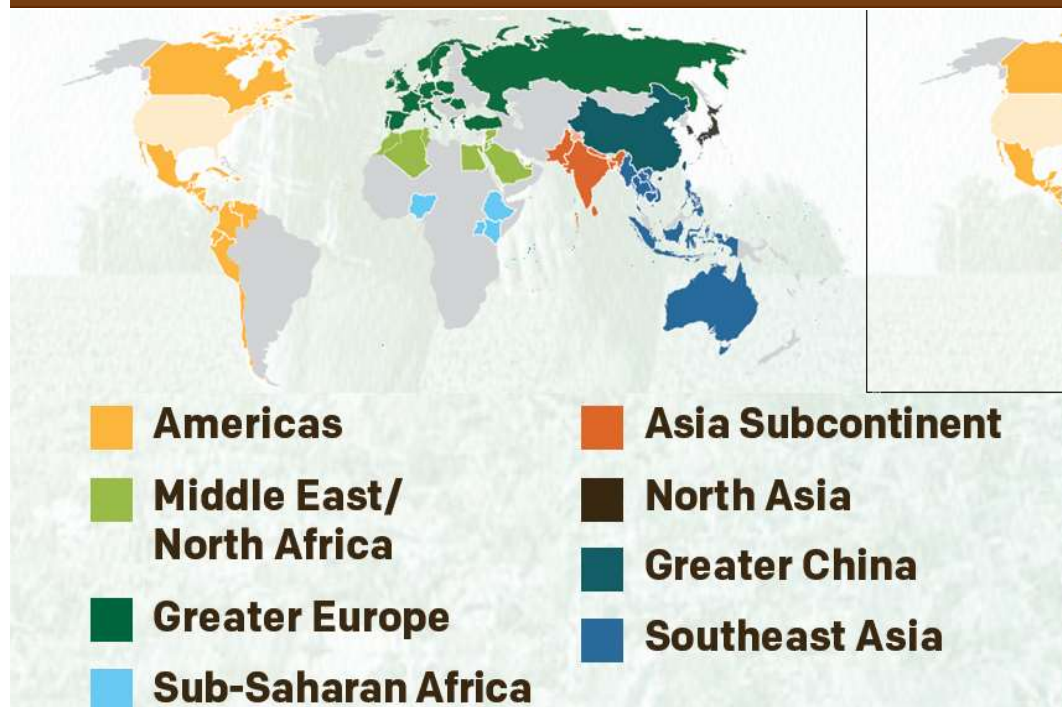 Americas
Middle East/
North Africa
Greater Europe
Sub-Saharan Africa
Asia Subcontinent
North Asia
Greater China
Southeast Asia